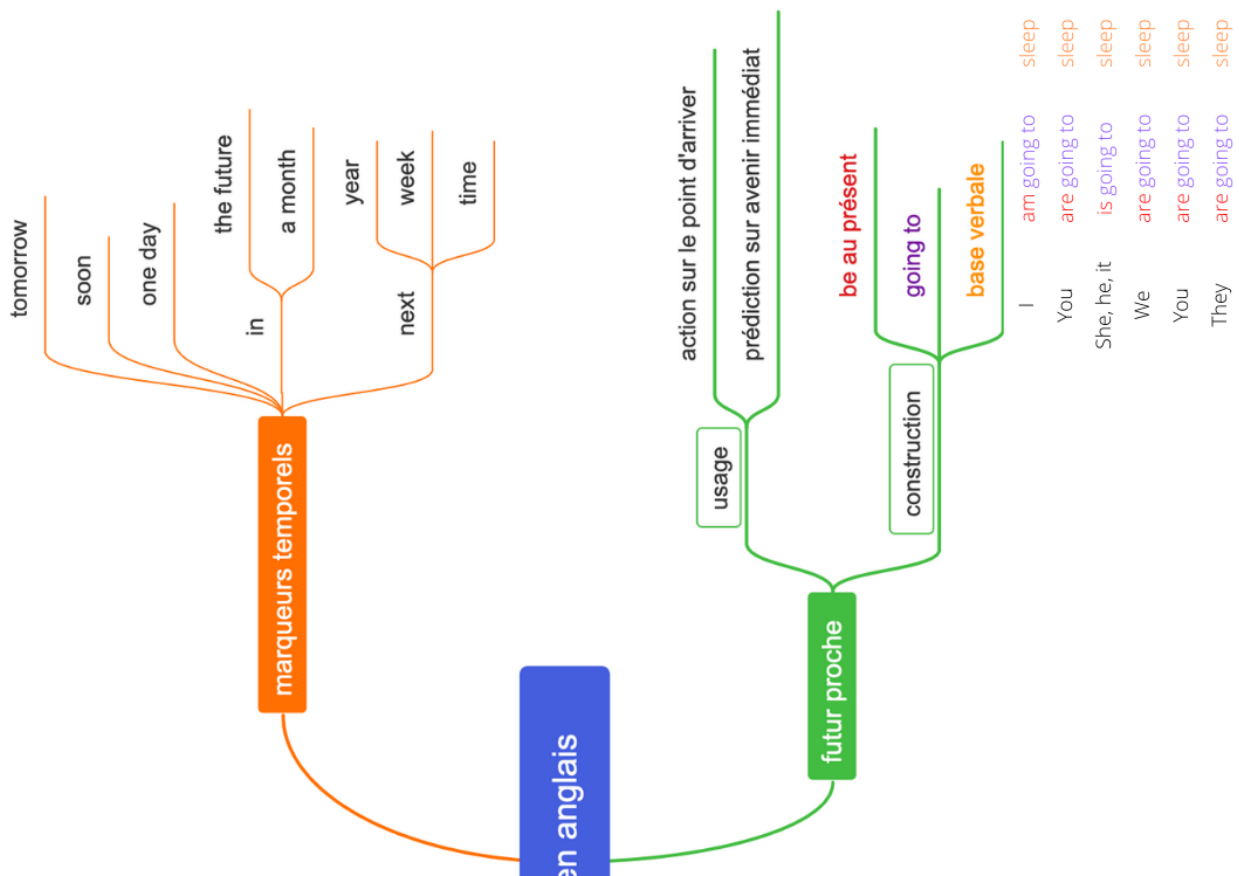 en anglais
marqueurs temporels
tomorrow
soon
one day
in
the future
a month
next
year
week
time
futur proche
usage
action sur le point d'arriver
prédiction sur avenir immédiat
construction
be au présent
going to
base verbale
I am going to sleep
You are going to sleep
She, he, it is going to sleep
We are going to sleep
You are going to sleep
They are going to sleep